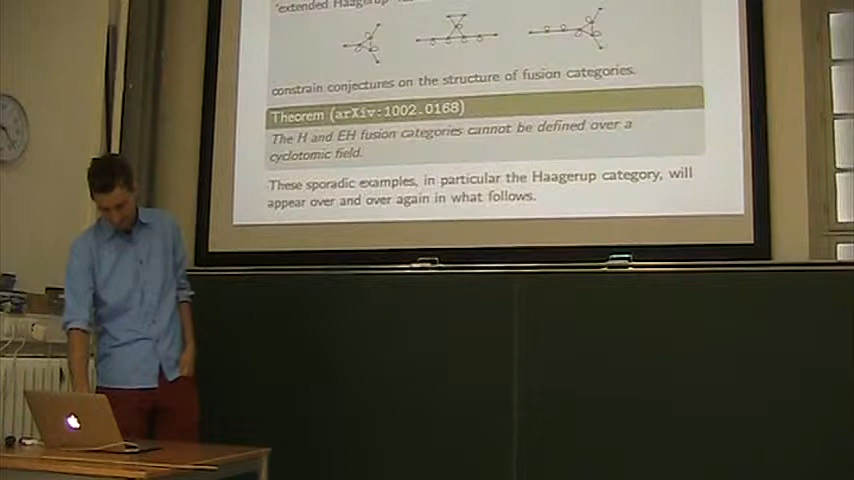 'extended Haagerup'
constrain conjectures on the structure of fusion categories.
Theorem (arXiv:1002.0168)
The H and EH fusion categories cannot be defined over a
cyclotomic field.
These sporadic examples, in particular the Haagerup category, will
appear over and over again in what follows.